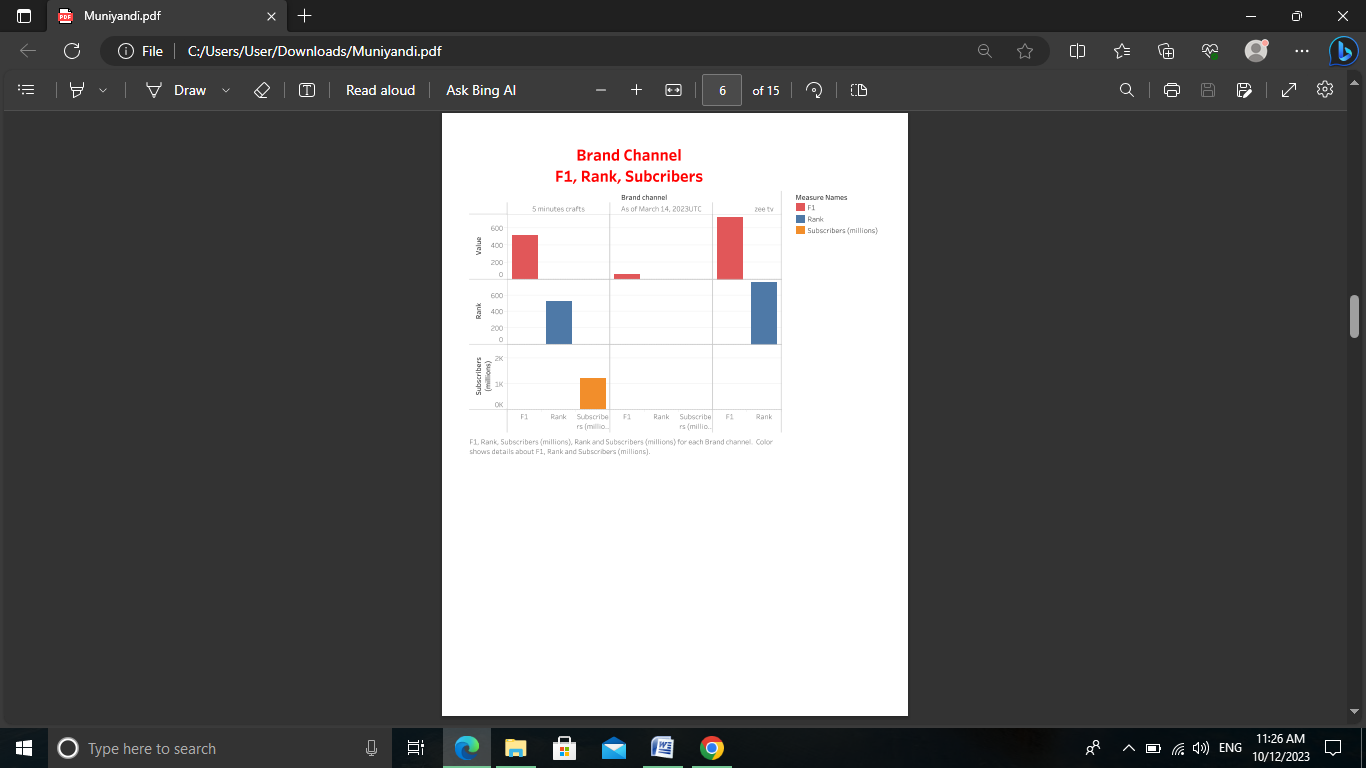 Muniyandi.pdf
File
C:/Users/User/Downloads/Muniyandi.pdf
Draw
Read aloud
Ask Bing AI
6 of 15
Brand Channel
F1, Rank, Subcribers
Brand channel
5 minutes crafts
As of March 14, 2023UTC
zee tv
Measure Names
F1
Rank
Subscribers (millions)
Value
600
400
200
0
Rank
600
400
200
0
Subscribers
(millions)
2K
1K
0K
F1
Rank
Subscribe
rs (millio..
F1
Rank
Subscribe
rs (millio..
F1
Rank
F1, Rank, Subscribers (millions), Rank and Subscribers (millions) for each Brand channel. Color
shows details about F1, Rank and Subscribers (millions).
Type here to search
ENG
11:26 AM
10/12/2023